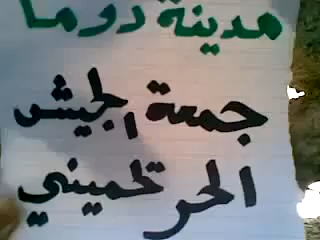 مدينة دوما
جمعة الجيش
الحر يحميني